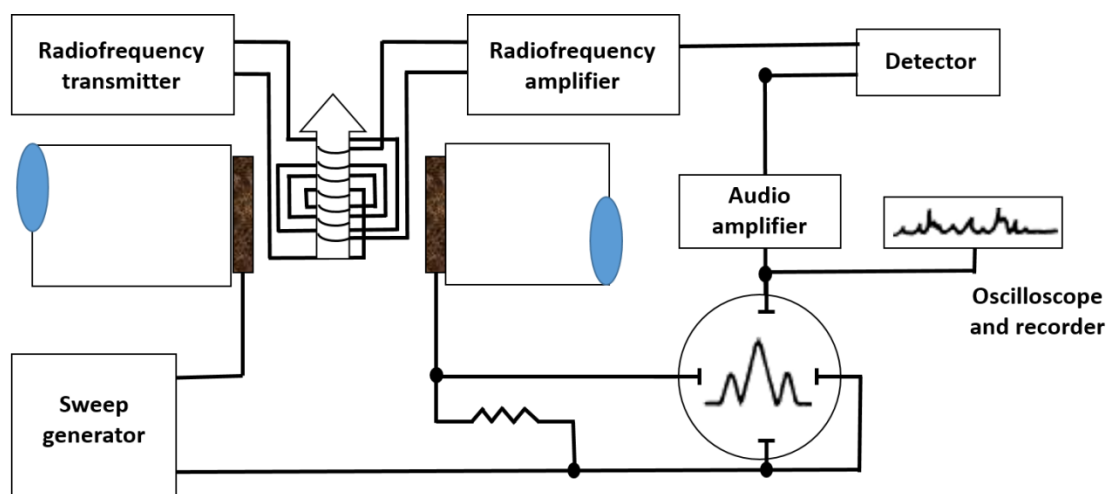 Radiofrequency
transmitter
Radiofrequency
amplifier
Detector
Audio
amplifier
Oscilloscope
and recorder
Sweep
generator